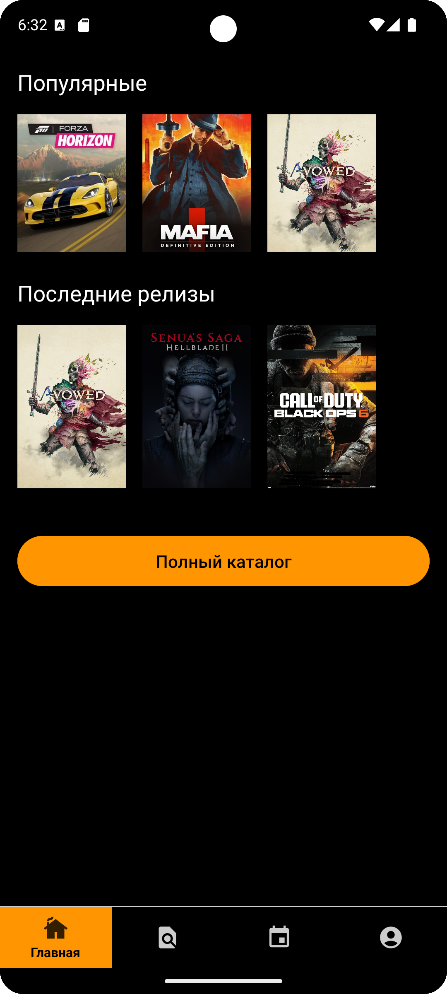 6:32
Популярные
FORZA
HORIZON
MAFIA
DEFINITIVE EDITION
AVOWED
Последние релизы
AVOWED
SENUA'S SAGA
HELLBLADE II
CALL OF DUTY
BLACK OPS 6
Полный каталог
Главная